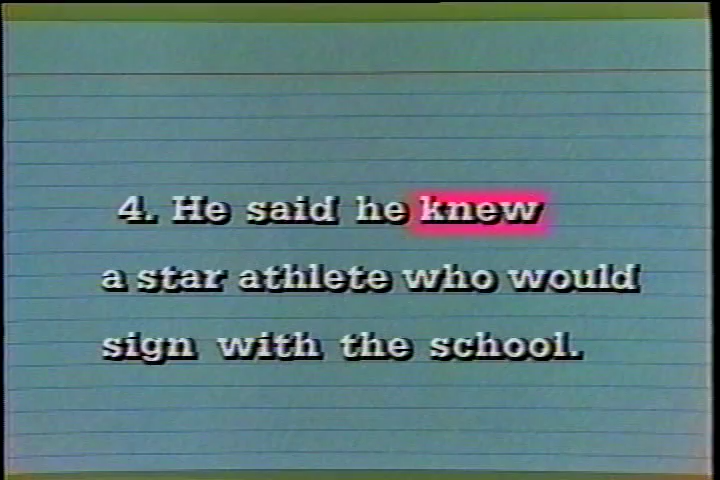 4. He said he knew
a star athlete who would
sign with the school.